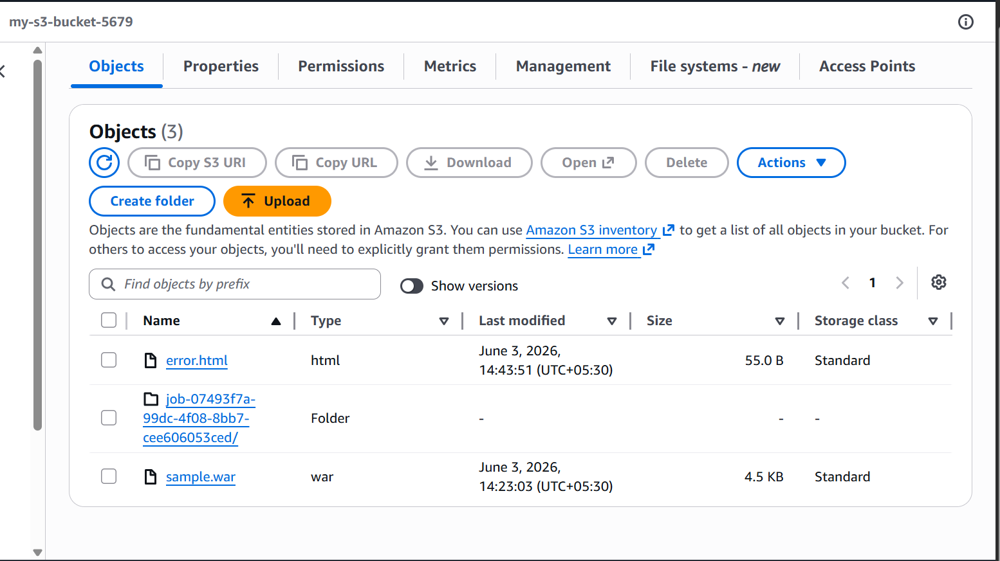 my-s3-bucket-5679
Objects
Properties
Permissions
Metrics
Management
File systems - new
Access Points
Objects (3)
Copy S3 URI
Copy URL
Download
Open
Delete
Actions
Create folder
Upload
Objects are the fundamental entities stored in Amazon S3. You can use Amazon S3 inventory to get a list of all objects in your bucket. For
others to access your objects, you'll need to explicitly grant them permissions. Learn more
Find objects by prefix
Show versions
1
Name
Type
Last modified
Size
Storage class
error.html
html
June 3, 2026,
14:43:51 (UTC+05:30)
55.0 B
Standard
job-07493f7a-
99dc-4f08-8bb7-
cee606053ced/
Folder
-
-
-
sample.war
war
June 3, 2026,
14:23:03 (UTC+05:30)
4.5 KB
Standard